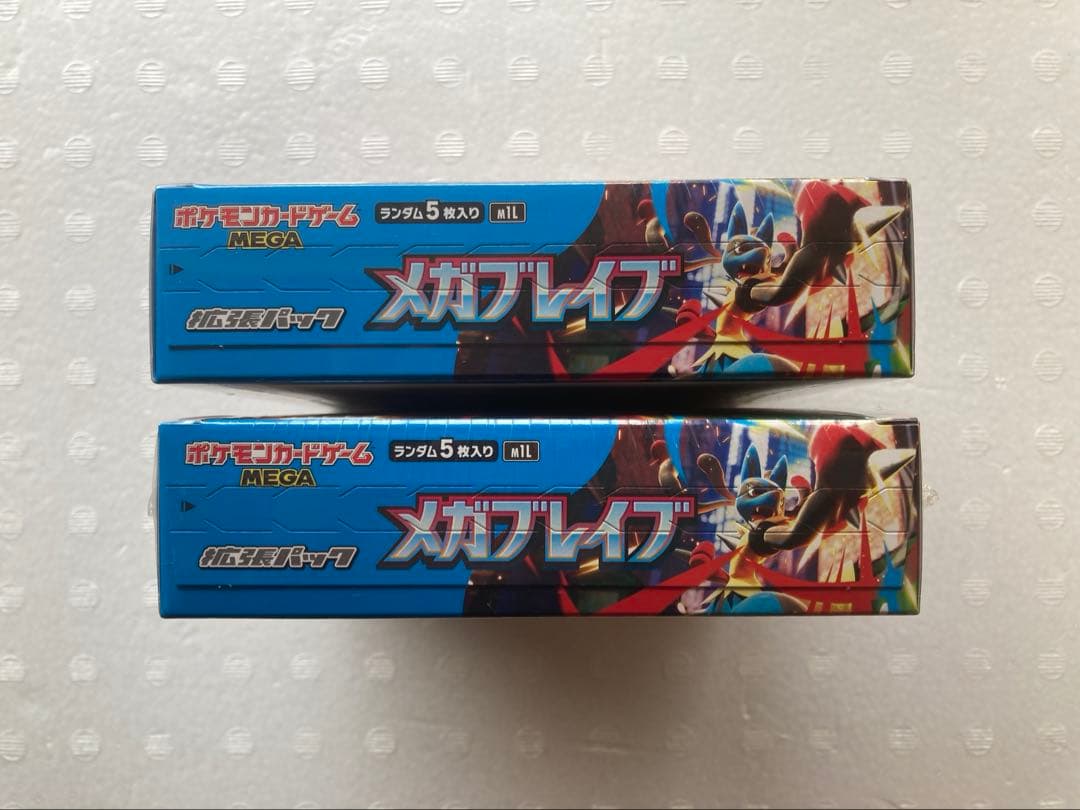 ポケモンカードゲーム
MEGA
ランダム5枚入り
M1L
メガブレイブ
拡張パック
ポケモンカードゲーム
MEGA
ランダム5枚入り
M1L
メガブレイブ
拡張パック